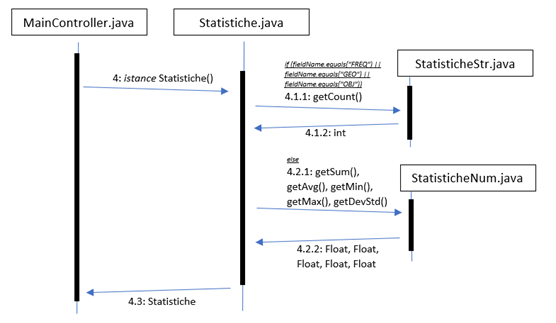 MainController.java
Statistiche.java
StatisticheStr.java
4: istance Statistiche()
if (fieldName.equals("FREQ") ||
fieldName.equals("GEO") ||
fieldName.equals("OBJ"))
4.1.1: getCount()
4.1.2: int
else
4.2.1: getSum(),
getAvg(), getMin(),
getMax(), getDevStd()
StatisticheNum.java
4.2.2: Float, Float,
Float, Float, Float
4.3: Statistiche